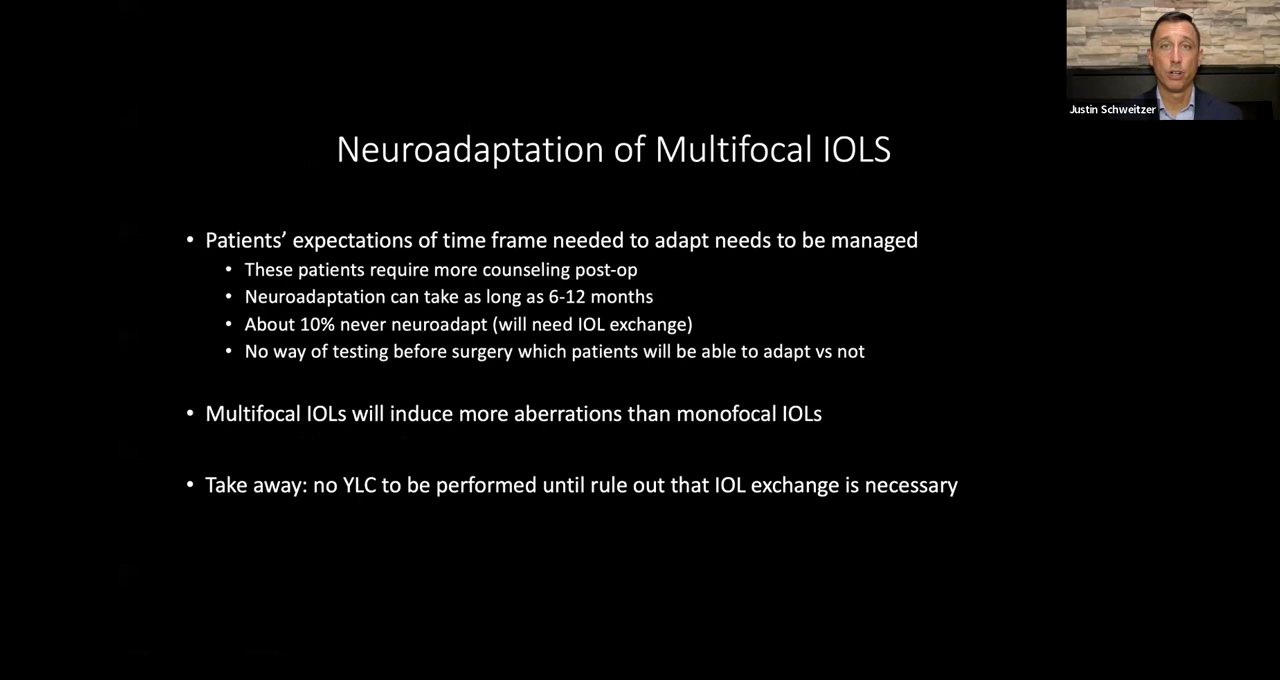 Justin Schweitzer
Neuroadaptation of Multifocal IOLS
• Patients’ expectations of time frame needed to adapt needs to be managed
• These patients require more counseling post-op
• Neuroadaptation can take as long as 6-12 months
• About 10% never neuroadapt (will need IOL exchange)
• No way of testing before surgery which patients will be able to adapt vs not
• Multifocal IOLs will induce more aberrations than monofocal IOLs
• Take away: no YLC to be performed until rule out that IOL exchange is necessary